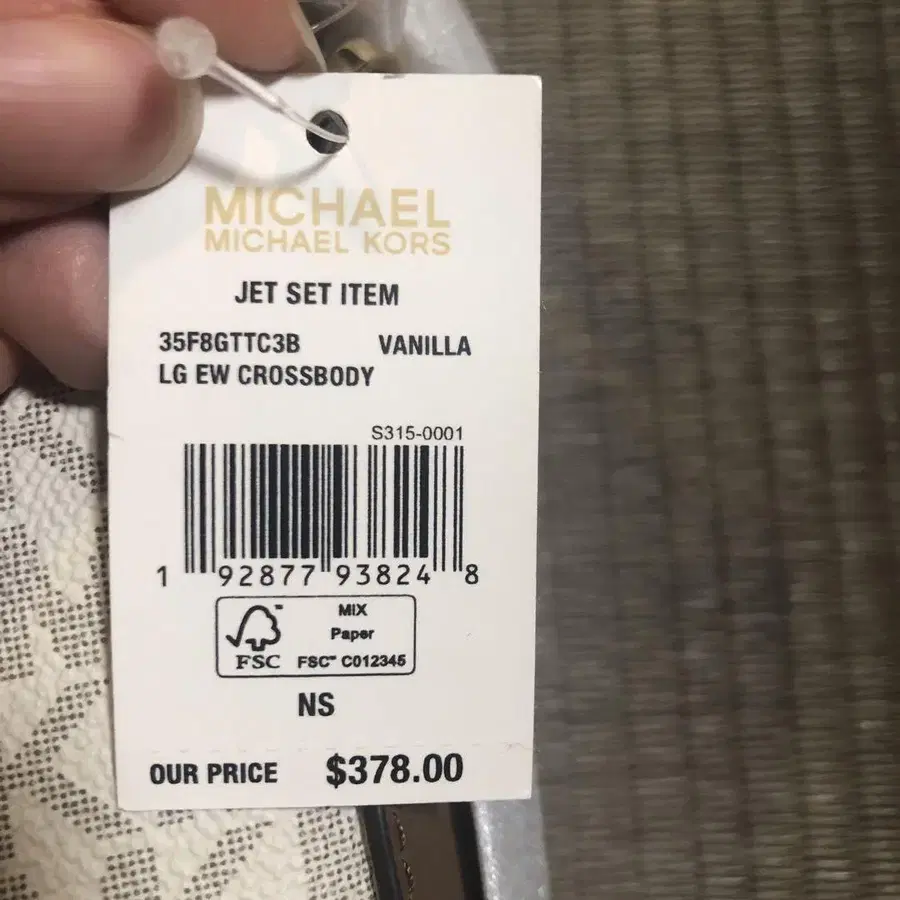 MICHAEL
MICHAEL KORS
JET SET ITEM
35F8GTTC3B VANILLA
LG EW CROSSBODY
S315-0001
1 92877 93824 8
MIX
Paper
FSC FSC™ C012345
NS
OUR PRICE $378.00